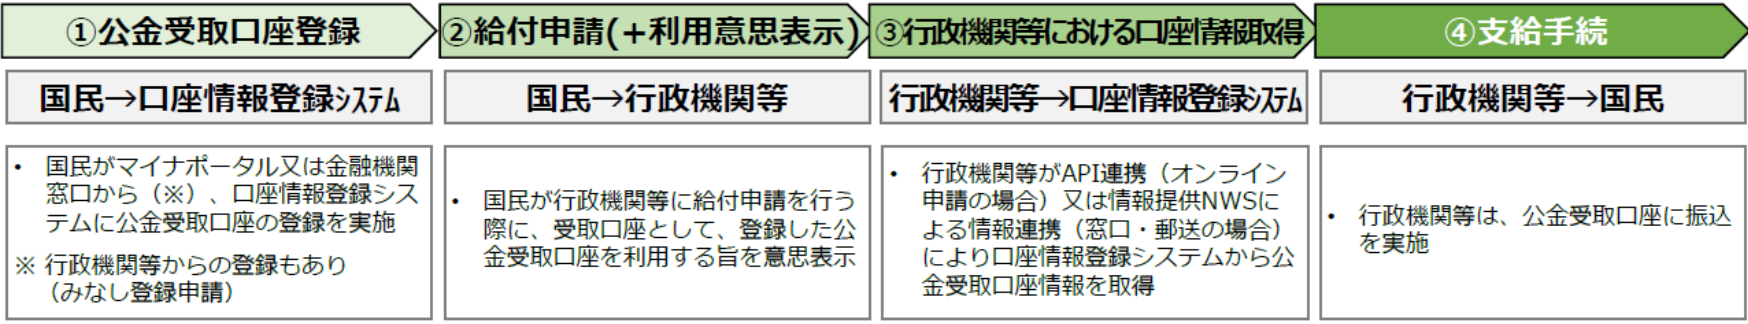 ①公金受取口座登録
②給付申請(+利用意思表示)
③行政機関等における口座情報取得
④支給手続
国民→口座情報登録ｼｽﾃﾑ
国民→行政機関等
行政機関等→口座情報登録ｼｽﾃﾑ
行政機関等→国民
• 国民がマイナポータル又は金融機関
窓口から（※）、口座情報登録シス
テムに公金受取口座の登録を実施
※ 行政機関等からの登録もあり
（みなし登録申請）
• 国民が行政機関等に給付申請を行う
際に、受取口座として、登録した公
金受取口座を利用する旨を意思表示
• 行政機関等がAPI連携（オンライン
申請の場合）又は情報提供NWSに
よる情報連携（窓口・郵送の場合）
により口座情報登録システムから公
金受取口座情報を取得
• 行政機関等は、公金受取口座に振込
を実施